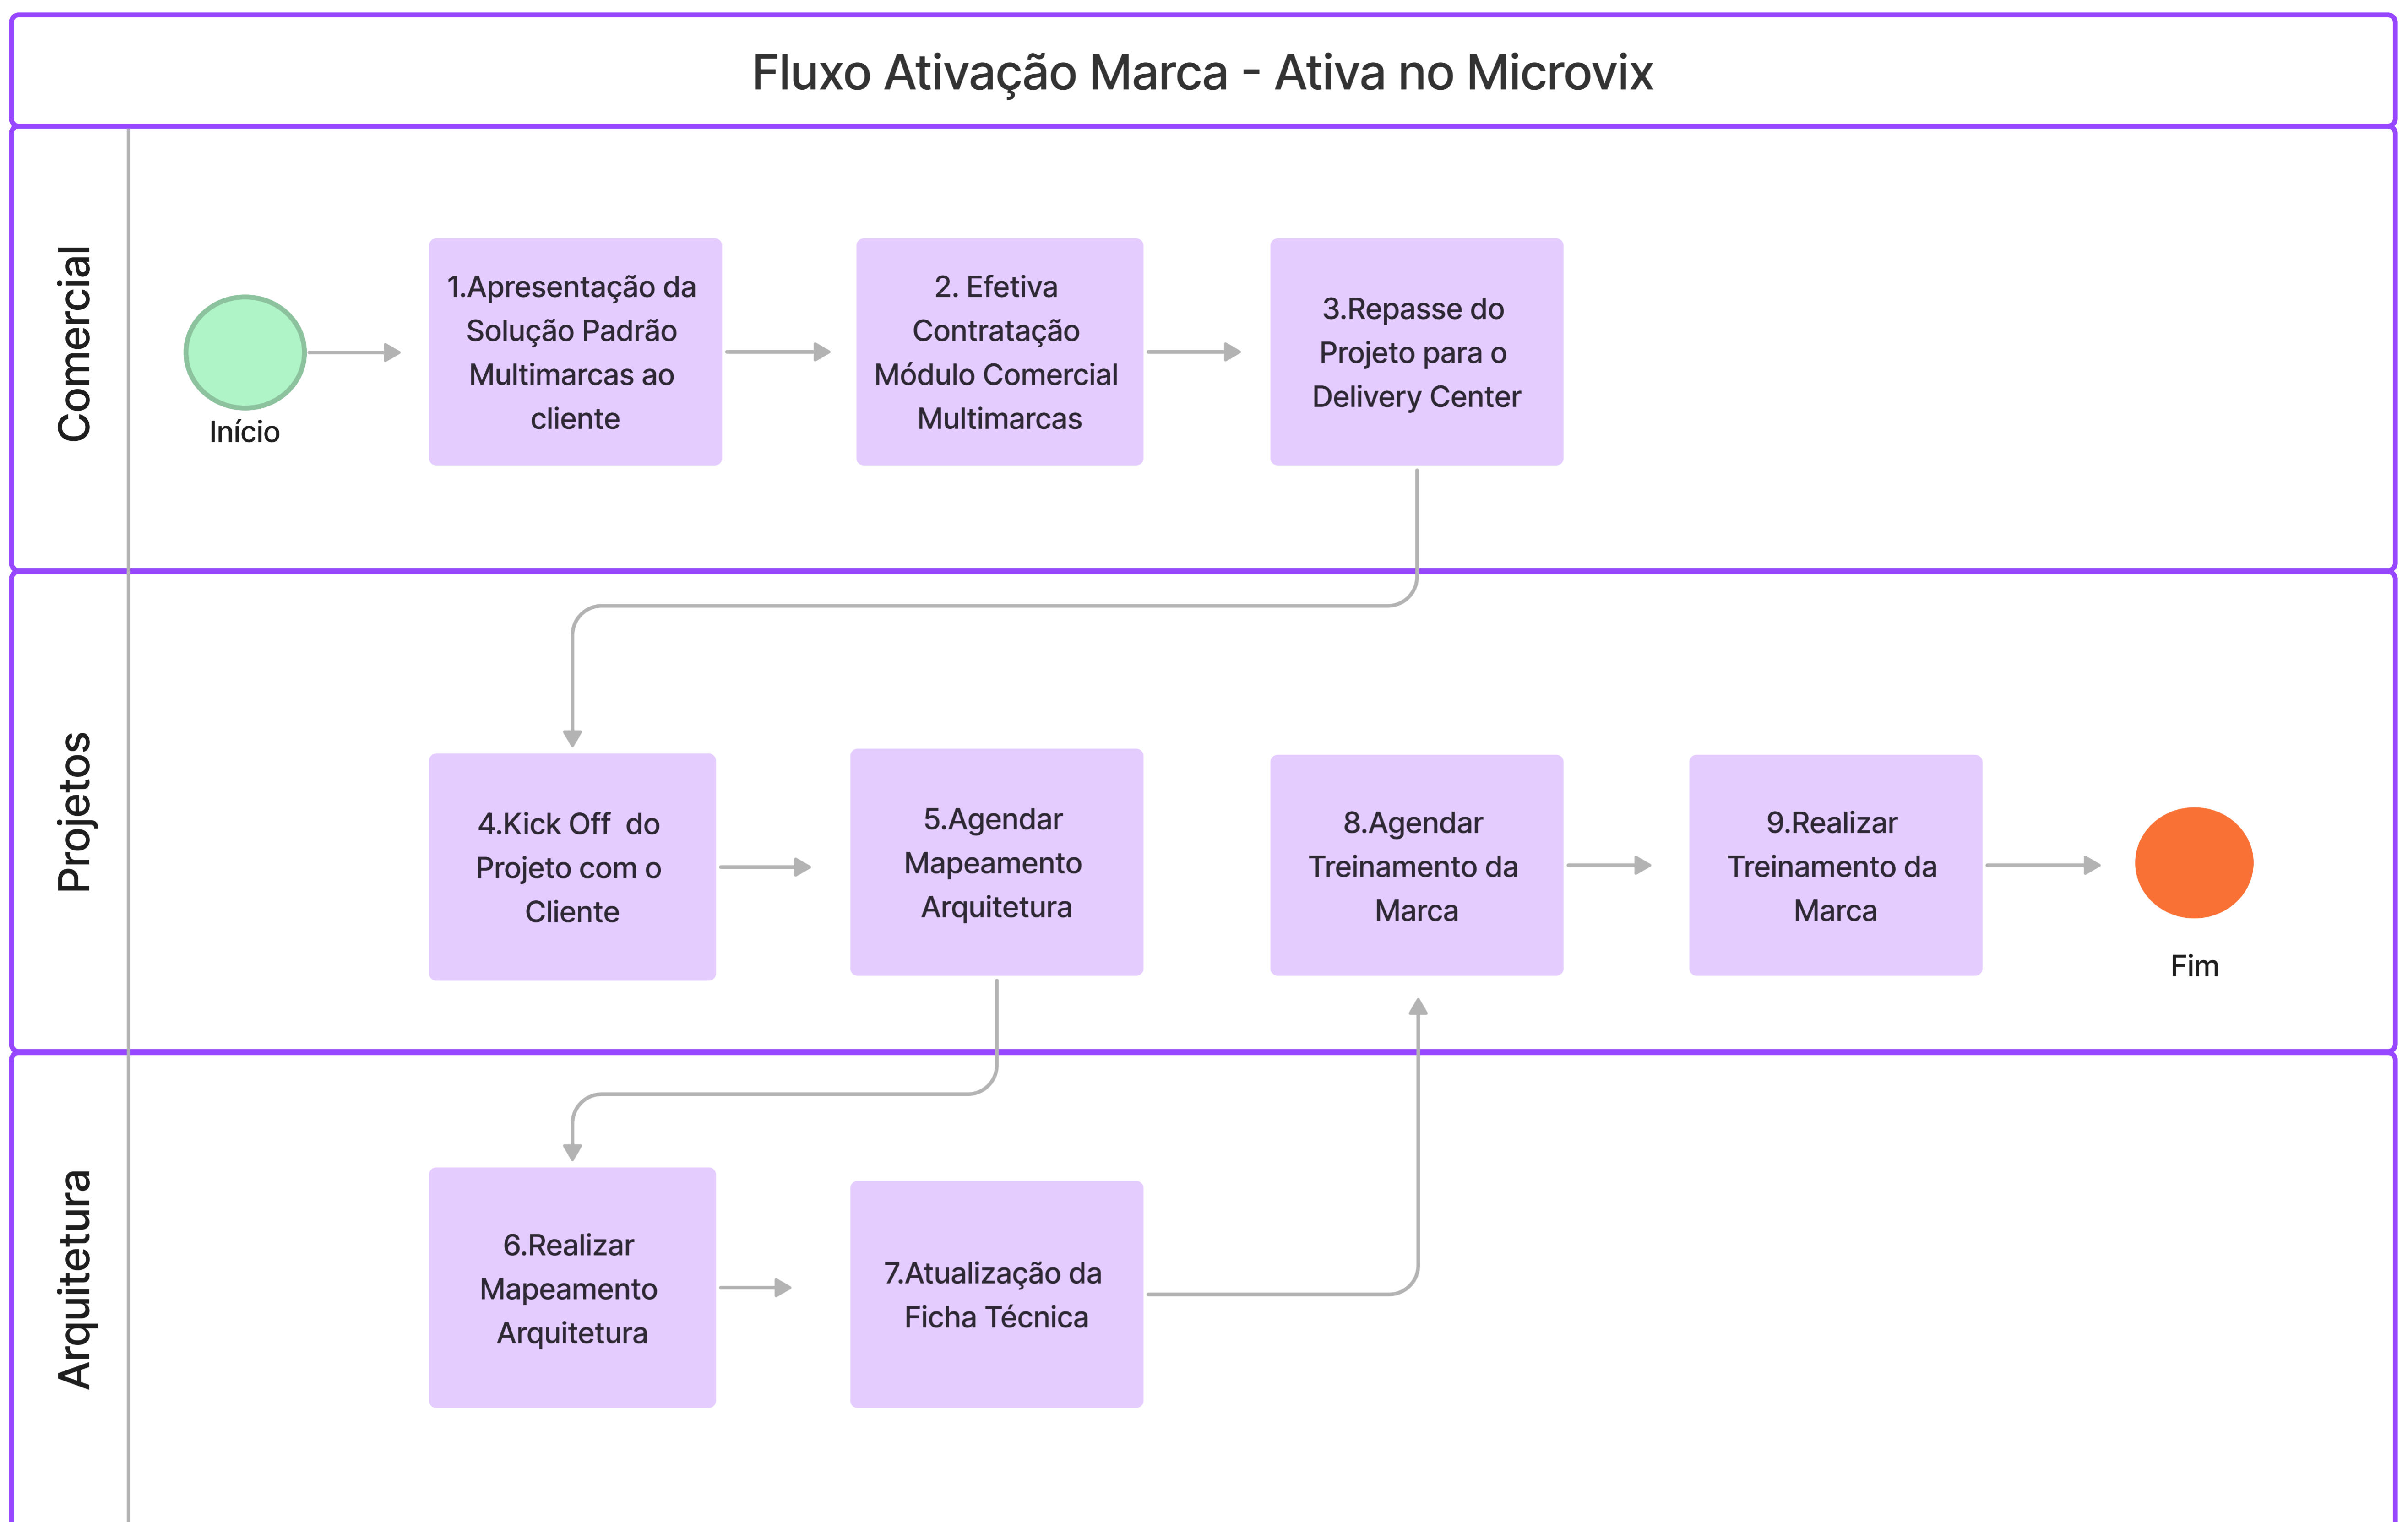 Fluxo Ativação Marca - Ativa no Microvix
Comercial
Início
1.Apresentação da
Solução Padrão
Multimarcas ao
cliente
2. Efetiva
Contratação
Módulo Comercial
Multimarcas
3.Repasse do
Projeto para o
Delivery Center
Projetos
4.Kick Off  do
Projeto com o
Cliente
5.Agendar
Mapeamento
Arquitetura
8.Agendar
Treinamento da
Marca
9.Realizar
Treinamento da
Marca
Fim
Arquitetura
6.Realizar
Mapeamento
Arquitetura
7.Atualização da
Ficha Técnica